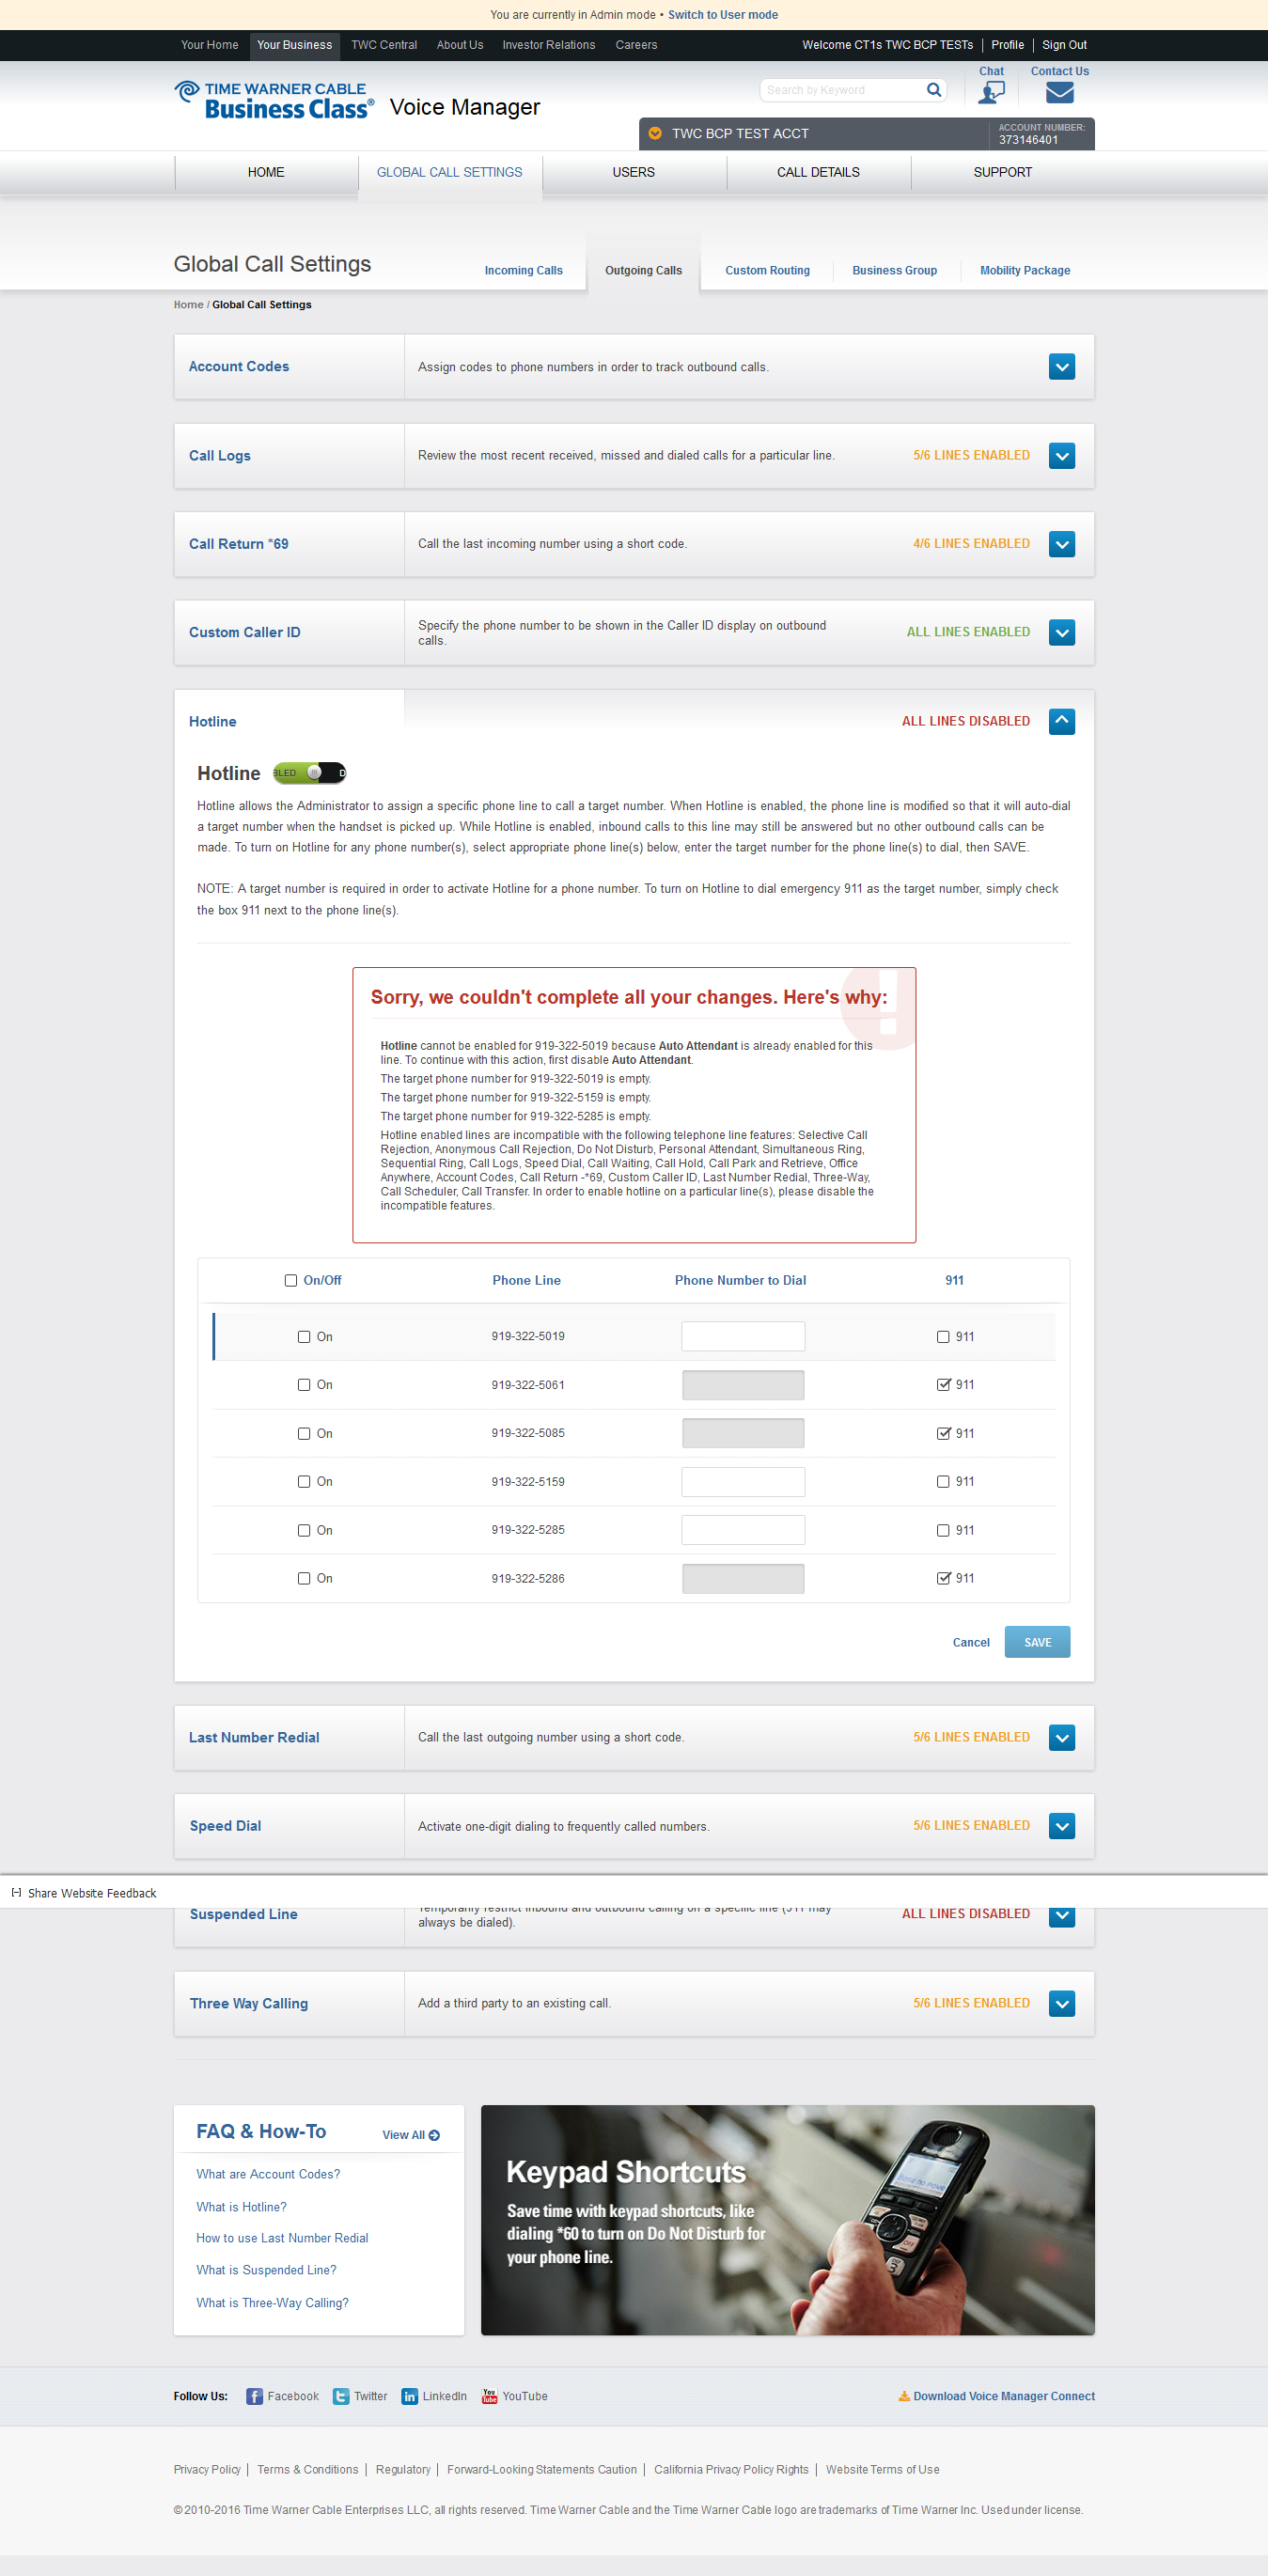 You are currently in Admin mode • Switch to User mode
Your Home Your Business TWC Central About Us Investor Relations Careers Welcome CT1s TWC BCP TESTs Profile Sign Out
TIME WARNER CABLE
Business Class® Voice Manager
Search by Keyword Chat Contact Us
TWC BCP TEST ACCT ACCOUNT NUMBER:
373146401
HOME GLOBAL CALL SETTINGS USERS CALL DETAILS SUPPORT
Global Call Settings Incoming Calls Outgoing Calls Custom Routing Business Group Mobility Package
Home / Global Call Settings
Account Codes Assign codes to phone numbers in order to track outbound calls.
Call Logs Review the most recent received, missed and dialed calls for a particular line. 5/6 LINES ENABLED
Call Return *69 Call the last incoming number using a short code. 4/6 LINES ENABLED
Custom Caller ID Specify the phone number to be shown in the Caller ID display on outbound
calls. ALL LINES ENABLED
Hotline ALL LINES DISABLED
Hotline BLED D
Hotline allows the Administrator to assign a specific phone line to call a target number. When Hotline is enabled, the phone line is modified so that it will auto-dial
a target number when the handset is picked up. While Hotline is enabled, inbound calls to this line may still be answered but no other outbound calls can be
made. To turn on Hotline for any phone number(s), select appropriate phone line(s) below, enter the target number for the phone line(s) to dial, then SAVE.
NOTE: A target number is required in order to activate Hotline for a phone number. To turn on Hotline to dial emergency 911 as the target number, simply check
the box 911 next to the phone line(s).
Sorry, we couldn't complete all your changes. Here's why:
Hotline cannot be enabled for 919-322-5019 because Auto Attendant is already enabled for this
line. To continue with this action, first disable Auto Attendant.
The target phone number for 919-322-5019 is empty.
The target phone number for 919-322-5159 is empty.
The target phone number for 919-322-5285 is empty.
Hotline enabled lines are incompatible with the following telephone line features: Selective Call
Rejection, Anonymous Call Rejection, Do Not Disturb, Personal Attendant, Simultaneous Ring,
Sequential Ring, Call Logs, Speed Dial, Call Waiting, Call Hold, Call Park and Retrieve, Office
Anywhere, Account Codes, Call Return -*69, Custom Caller ID, Last Number Redial, Three-Way,
Call Scheduler, Call Transfer. In order to enable hotline on a particular line(s), please disable the
incompatible features.
On/Off Phone Line Phone Number to Dial 911
On 919-322-5019 911
On 919-322-5061 911
On 919-322-5085 911
On 919-322-5159 911
On 919-322-5285 911
On 919-322-5286 911
Cancel SAVE
Last Number Redial Call the last outgoing number using a short code. 5/6 LINES ENABLED
Speed Dial Activate one-digit dialing to frequently called numbers. 5/6 LINES ENABLED
[-] Share Website Feedback
Suspended Line Temporarily restrict inbound and outbound calling on a specific line (911 may
always be dialed). ALL LINES DISABLED
Three Way Calling Add a third party to an existing call. 5/6 LINES ENABLED
FAQ & How-To View All
What are Account Codes?
What is Hotline?
How to use Last Number Redial
What is Suspended Line?
What is Three-Way Calling?
Keypad Shortcuts
Save time with keypad shortcuts, like
dialing *60 to turn on Do Not Disturb for
your phone line.
Follow Us: Facebook Twitter LinkedIn YouTube Download Voice Manager Connect
Privacy Policy Terms & Conditions Regulatory Forward-Looking Statements Caution California Privacy Policy Rights Website Terms of Use
© 2010-2016 Time Warner Cable Enterprises LLC, all rights reserved. Time Warner Cable and the Time Warner Cable logo are trademarks of Time Warner Inc. Used under license.